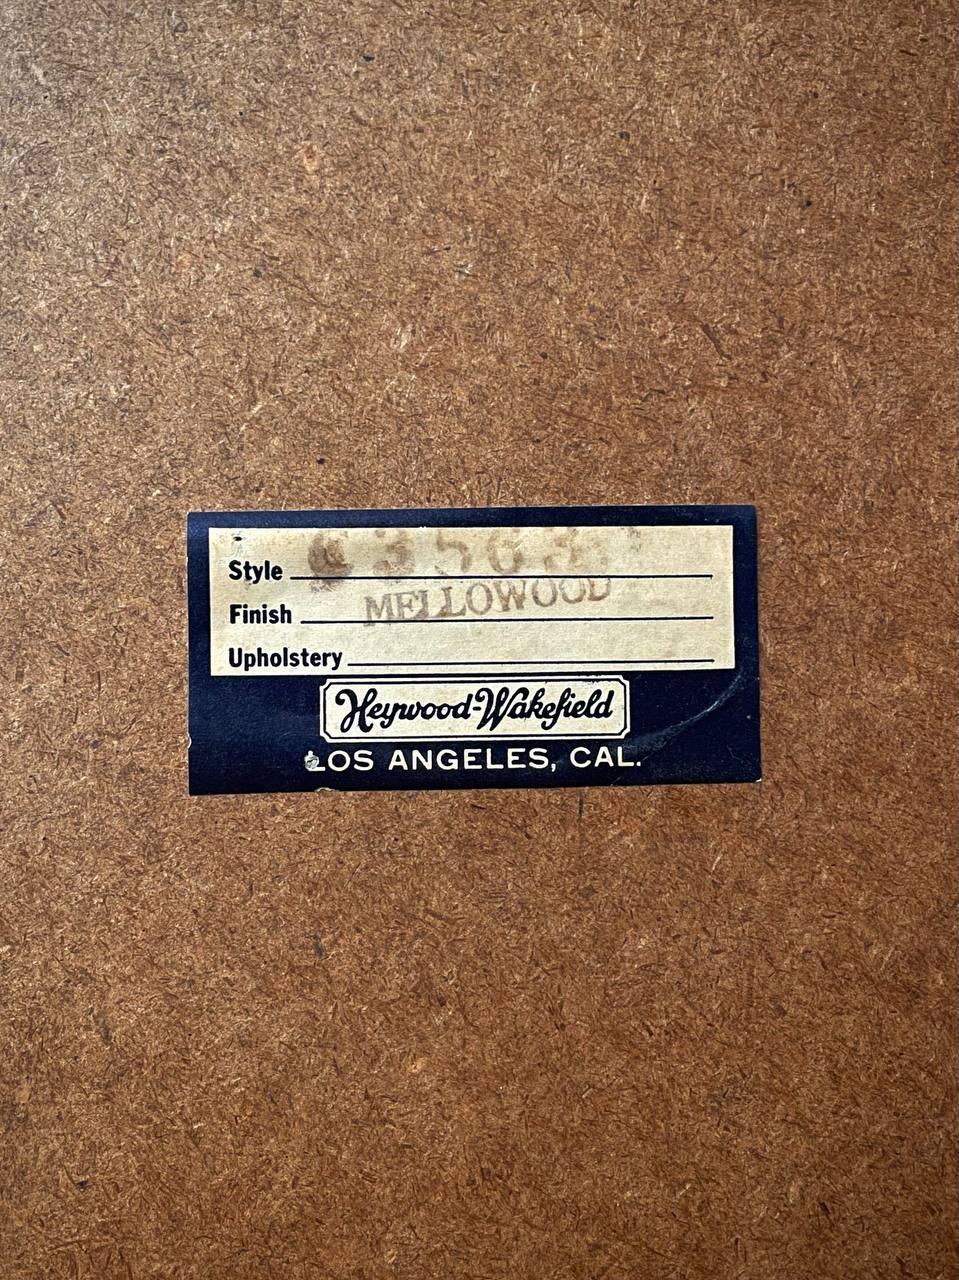 Style
Finish MELLOWOOD
Upholstery
Heywood-Wakefield
LOS ANGELES, CAL.